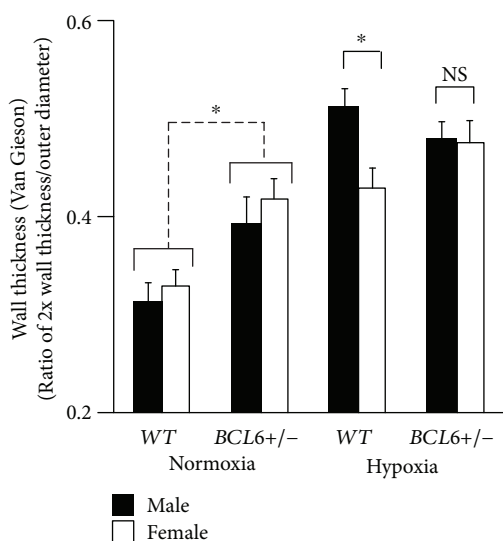 Wall thickness (Van Gieson)
(Ratio of 2x wall thickness/outer diameter)
0.6
0.4
0.2
*
*
NS
WT
BCL6+/−
WT
BCL6+/−
Normoxia
Hypoxia
Male
Female